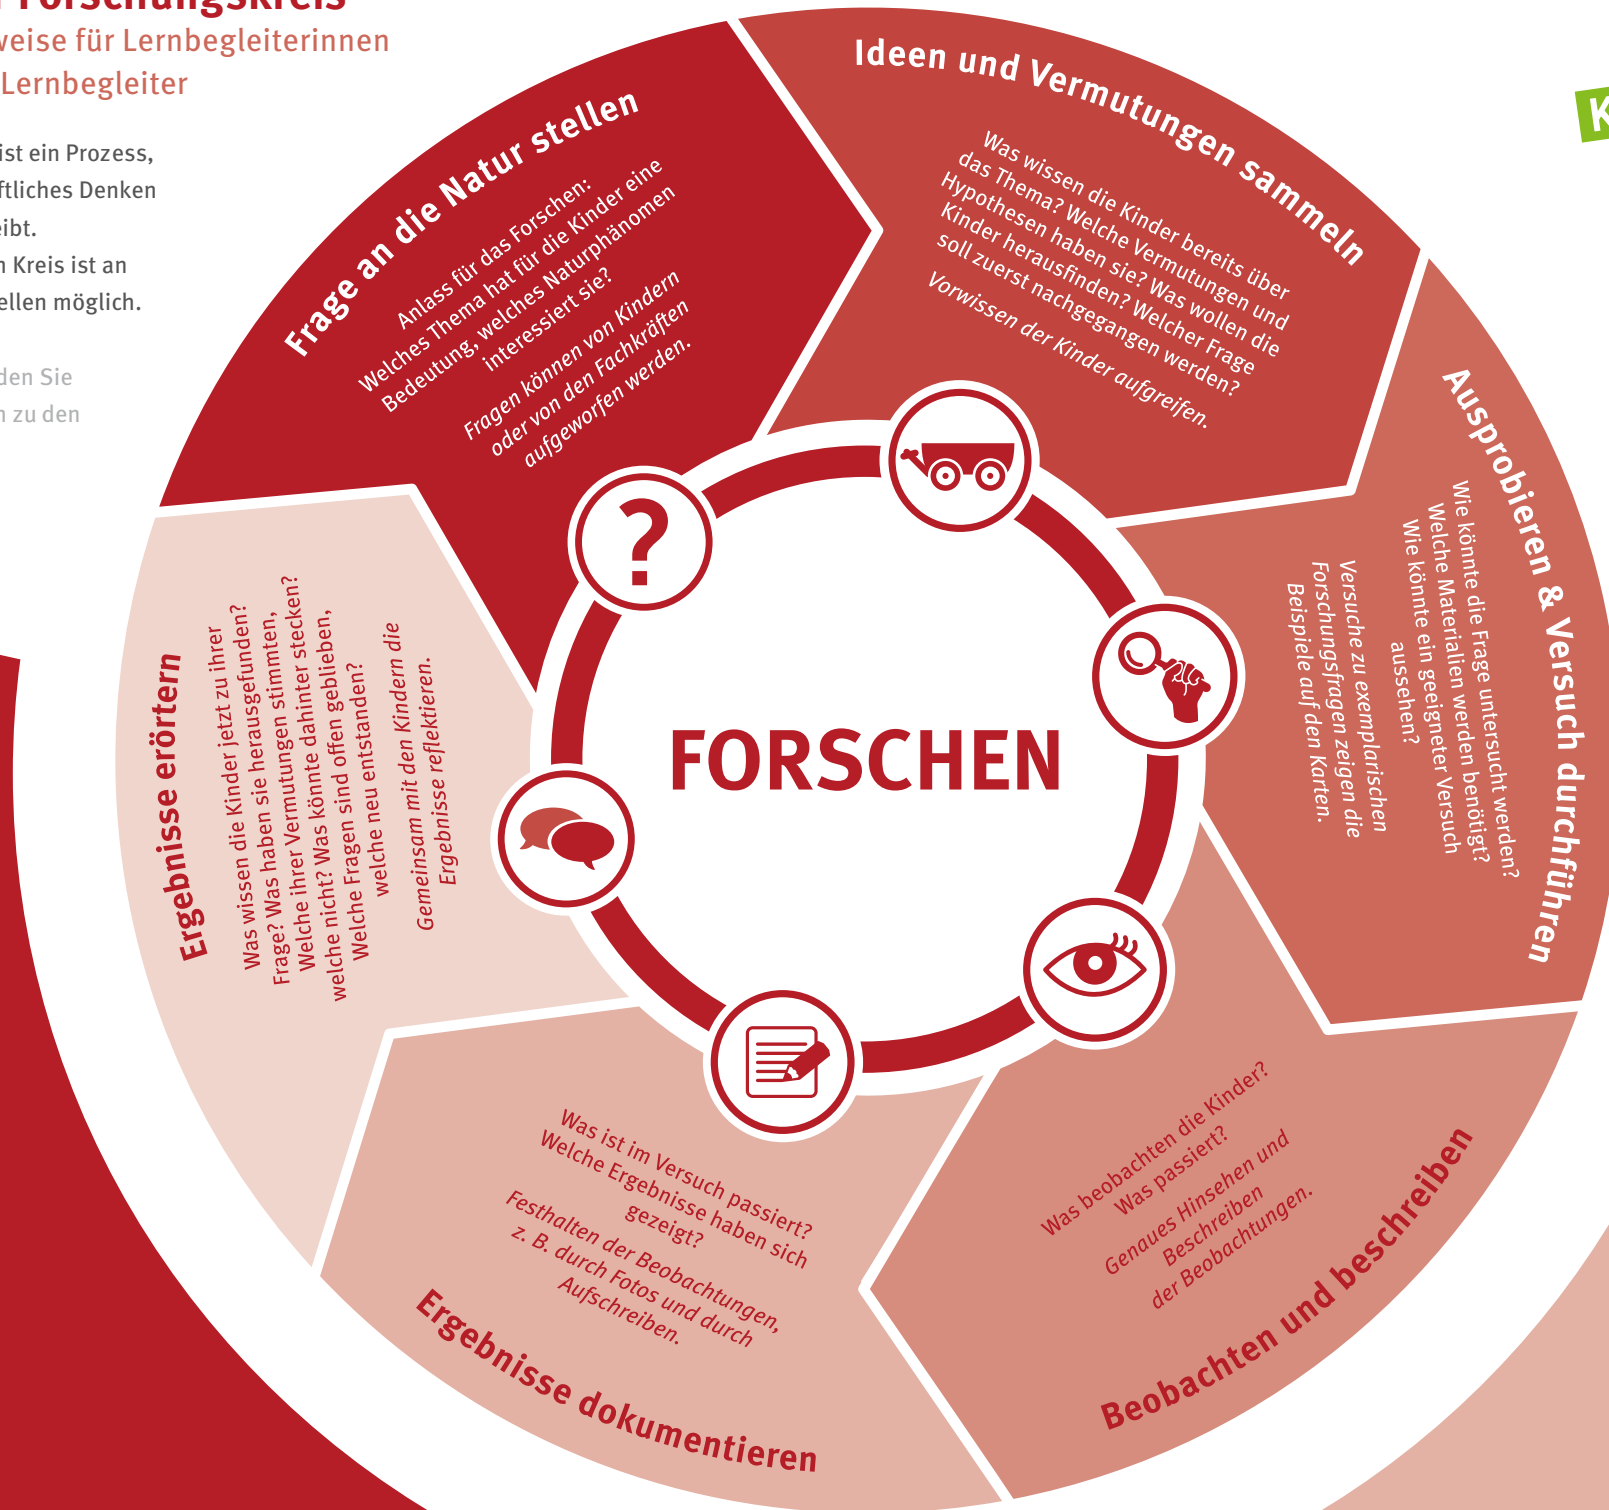 Forschungskreis
weise für Lernbegleiterinnen
Lernbegleiter
ist ein Prozess,
ftliches Denken
eibt.
n Kreis ist an
ellen möglich.
den Sie
n zu den
K
Frage an die Natur stellen
Anlass für das Forschen:
Welches Thema hat für die Kinder eine
Bedeutung, welches Naturphänomen
interessiert sie?
Fragen können von Kindern
oder von den Fachkräften
aufgeworfen werden.
Ideen und Vermutungen sammeln
Was wissen die Kinder bereits über
das Thema? Welche Vermutungen und
Hypothesen haben sie? Was wollen die
Kinder herausfinden? Welcher Frage
soll zuerst nachgegangen werden?
Vorwissen der Kinder aufgreifen.
Ausprobieren & Versuch durchführen
Wie könnte die Frage untersucht werden?
Welche Materialien werden benötigt?
Wie könnte ein geeigneter Versuch
aussehen?
Versuche zu exemplarischen
Forschungsfragen zeigen die
Beispiele auf den Karten.
Was beobachten die Kinder?
Was passiert?
Genaues Hinsehen und
Beschreiben
der Beobachtungen.
Beobachten und beschreiben
Was ist im Versuch passiert?
Welche Ergebnisse haben sich
gezeigt?
Festhalten der Beobachtungen,
z. B. durch Fotos und durch
Aufschreiben.
Ergebnisse dokumentieren
Ergebnisse erörtern
Was wissen die Kinder jetzt zu ihrer
Frage? Was haben sie herausgefunden?
Welche ihrer Vermutungen stimmten,
welche nicht? Was könnte dahinter stecken?
Welche Fragen sind offen geblieben,
welche neu entstanden?
Gemeinsam mit den Kindern die
Ergebnisse reflektieren.
?
FORSCHEN